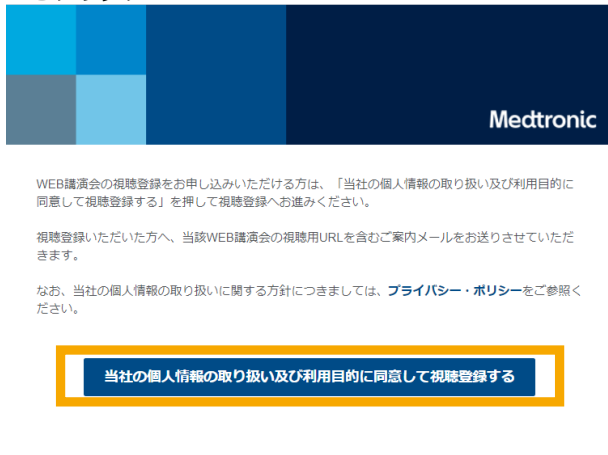 Medtronic
WEB講演会の視聴登録をお申し込みいただける方は、「当社の個人情報の取り扱い及び利用目的に
同意して視聴登録する」を押して視聴登録へお進みください。
視聴登録いただいた方へ、当該WEB講演会の視聴用URLを含むご案内メールをお送りさせていただ
きます。
なお、当社の個人情報の取り扱いに関する方針につきましては、プライバシー・ポリシーをご参照く
ださい。
当社の個人情報の取り扱い及び利用目的に同意して視聴登録する